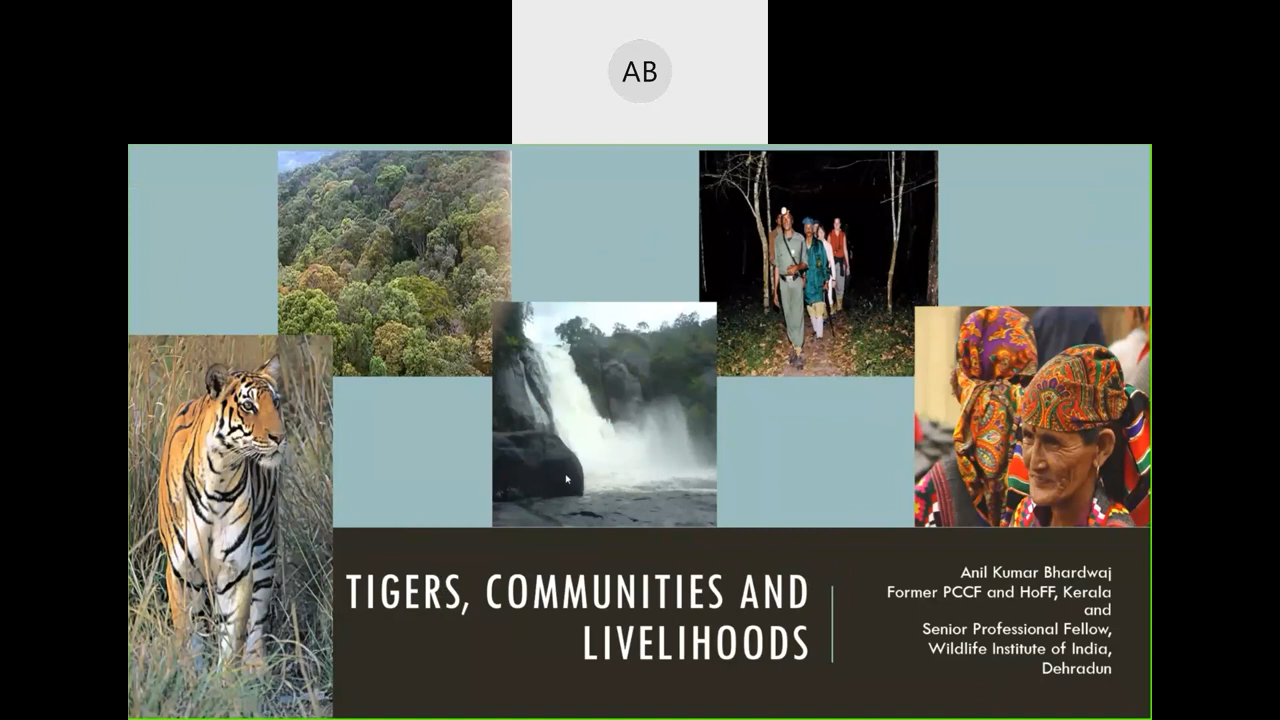 AB
TIGERS, COMMUNITIES AND
LIVELIHOODS
Anil Kumar Bhardwaj
Former PCCF and HoFF, Kerala
and
Senior Professional Fellow,
Wildlife Institute of India,
Dehradun